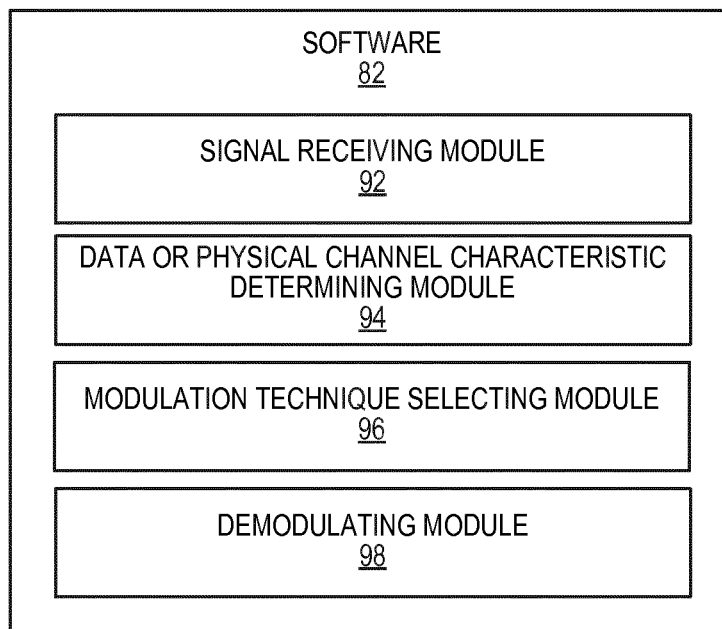 SOFTWARE
82
SIGNAL RECEIVING MODULE
92
DATA OR PHYSICAL CHANNEL CHARACTERISTIC
DETERMINING MODULE
94
MODULATION TECHNIQUE SELECTING MODULE
96
DEMODULATING MODULE
98